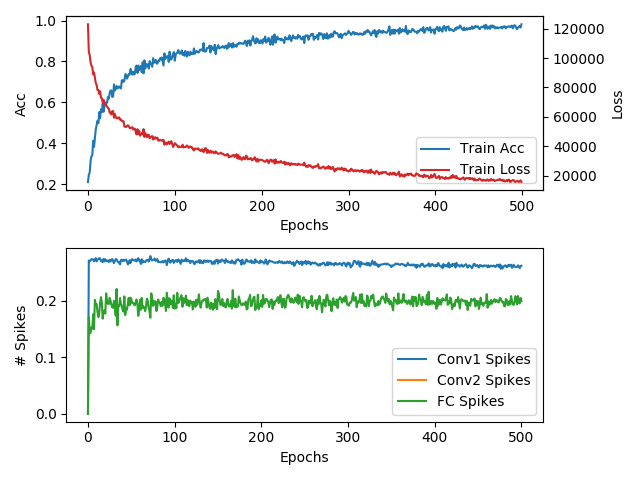 1.0
0.8
0.6
0.4
0.2
Acc
120000
100000
80000
60000
40000
20000
Loss
Train Acc
Train Loss
0 100 200 300 400 500
Epochs
0.2
0.1
0.0
# Spikes
Conv1 Spikes
Conv2 Spikes
FC Spikes
0 100 200 300 400 500
Epochs